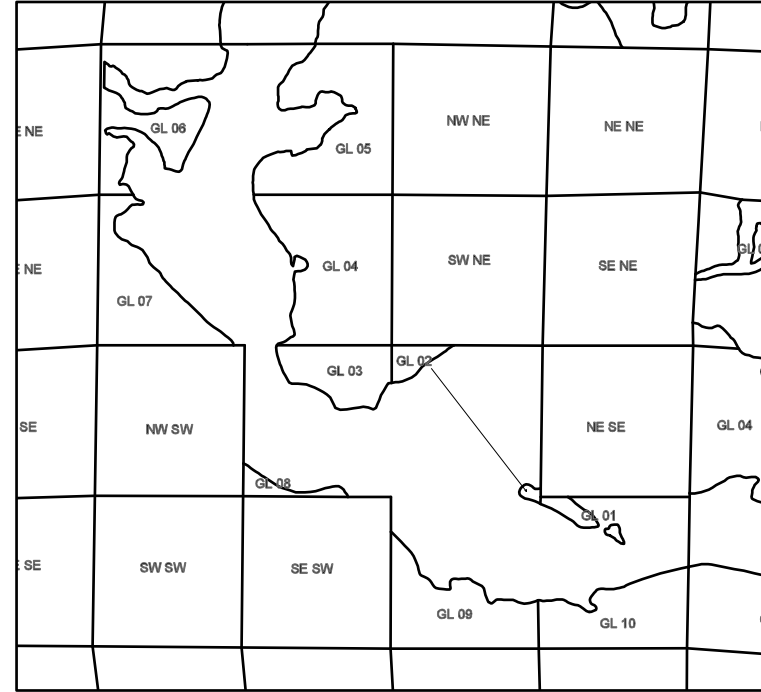 NW NE
NE NE
E NE
GL 06
GL 05
GL 0
SW NE
SE NE
GL 04
E NE
GL 07
GL 02
GL 03
NE SE
GL 04
SE
NW SW
GL 08
GL 01
SE
SW SW
SE SW
GL 09
GL 10